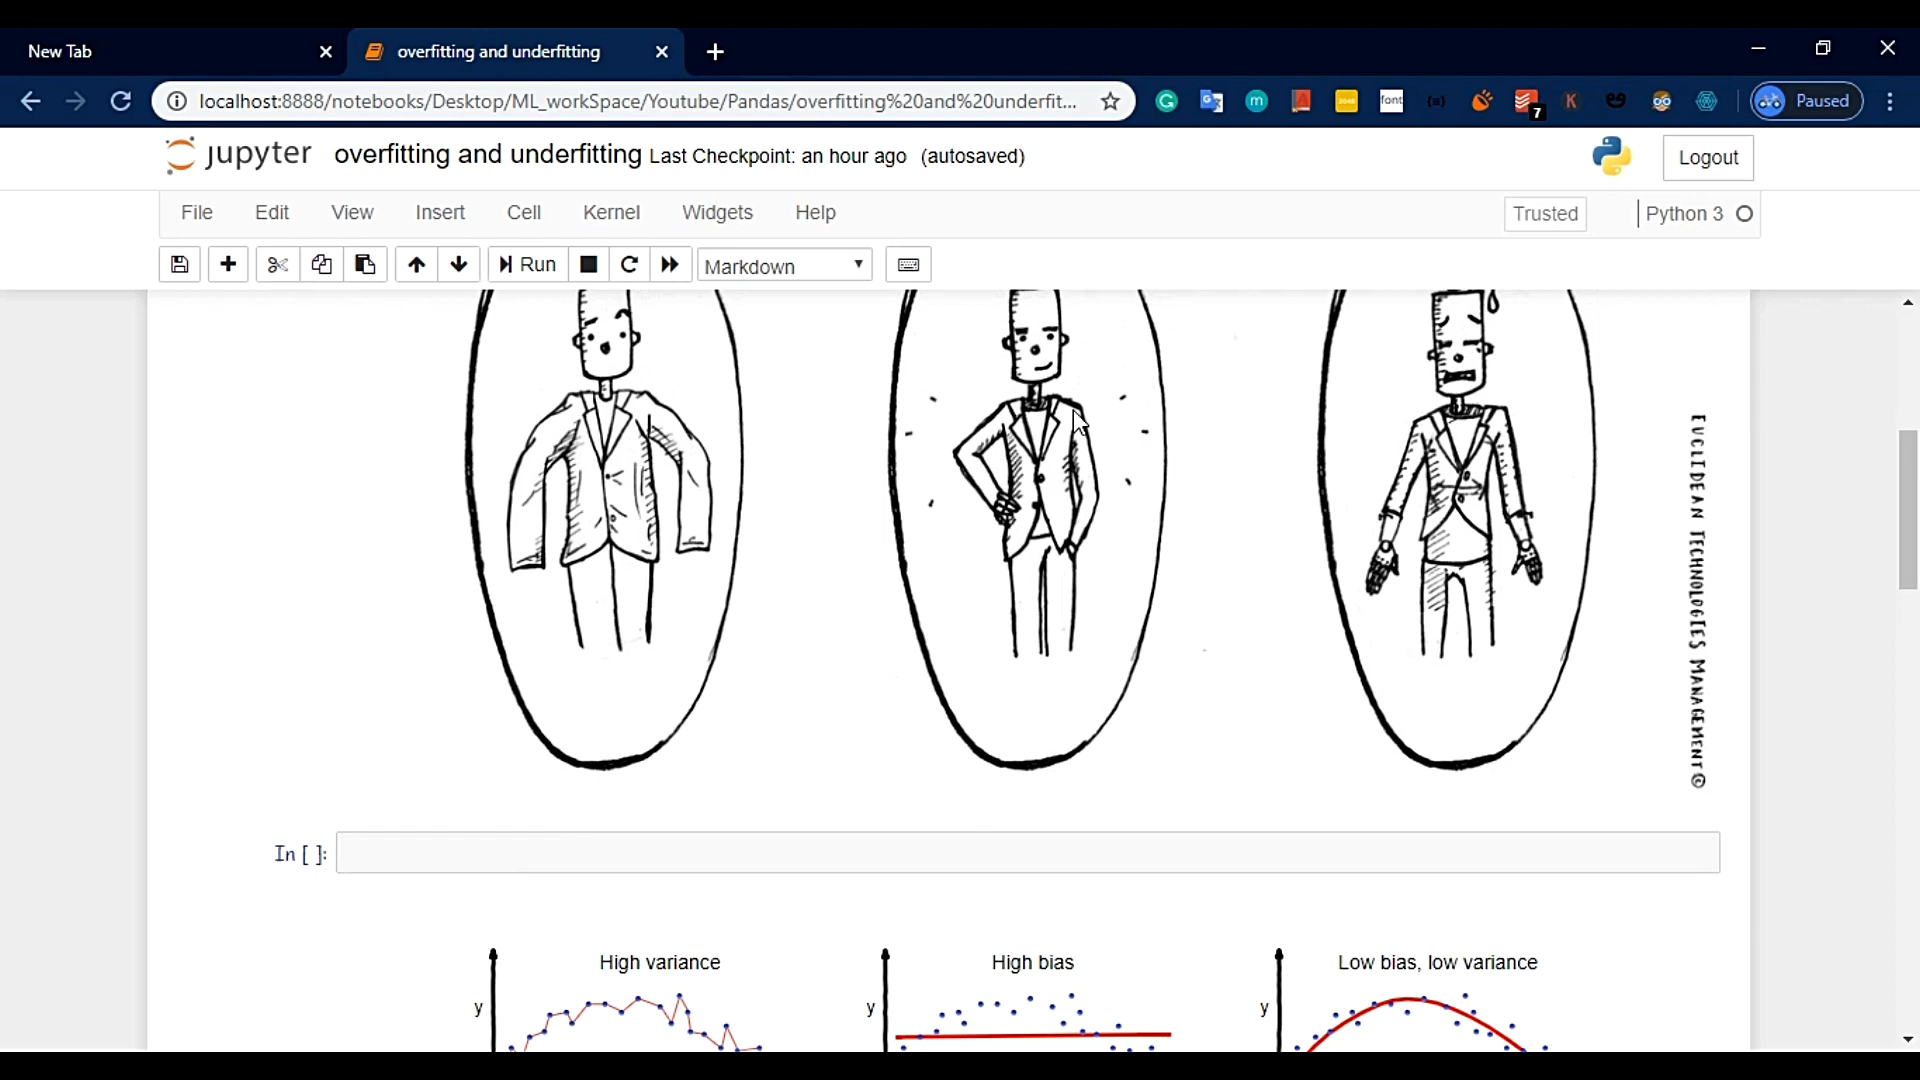 New Tab
overfitting and underfitting
localhost:8888/notebooks/Desktop/ML_workSpace/Youtube/Pandas/overfitting%20and%20underfit...
font
7
K
Paused
jupyter overfitting and underfitting Last Checkpoint: an hour ago (autosaved)
Logout
File Edit View Insert Cell Kernel Widgets Help
Trusted
Python 3
Run
Markdown
EUCLIDEAN TECHNOLOGIES MANAGEMENT©
In [ ]:
High variance
High bias
Low bias, low variance
y
y
y